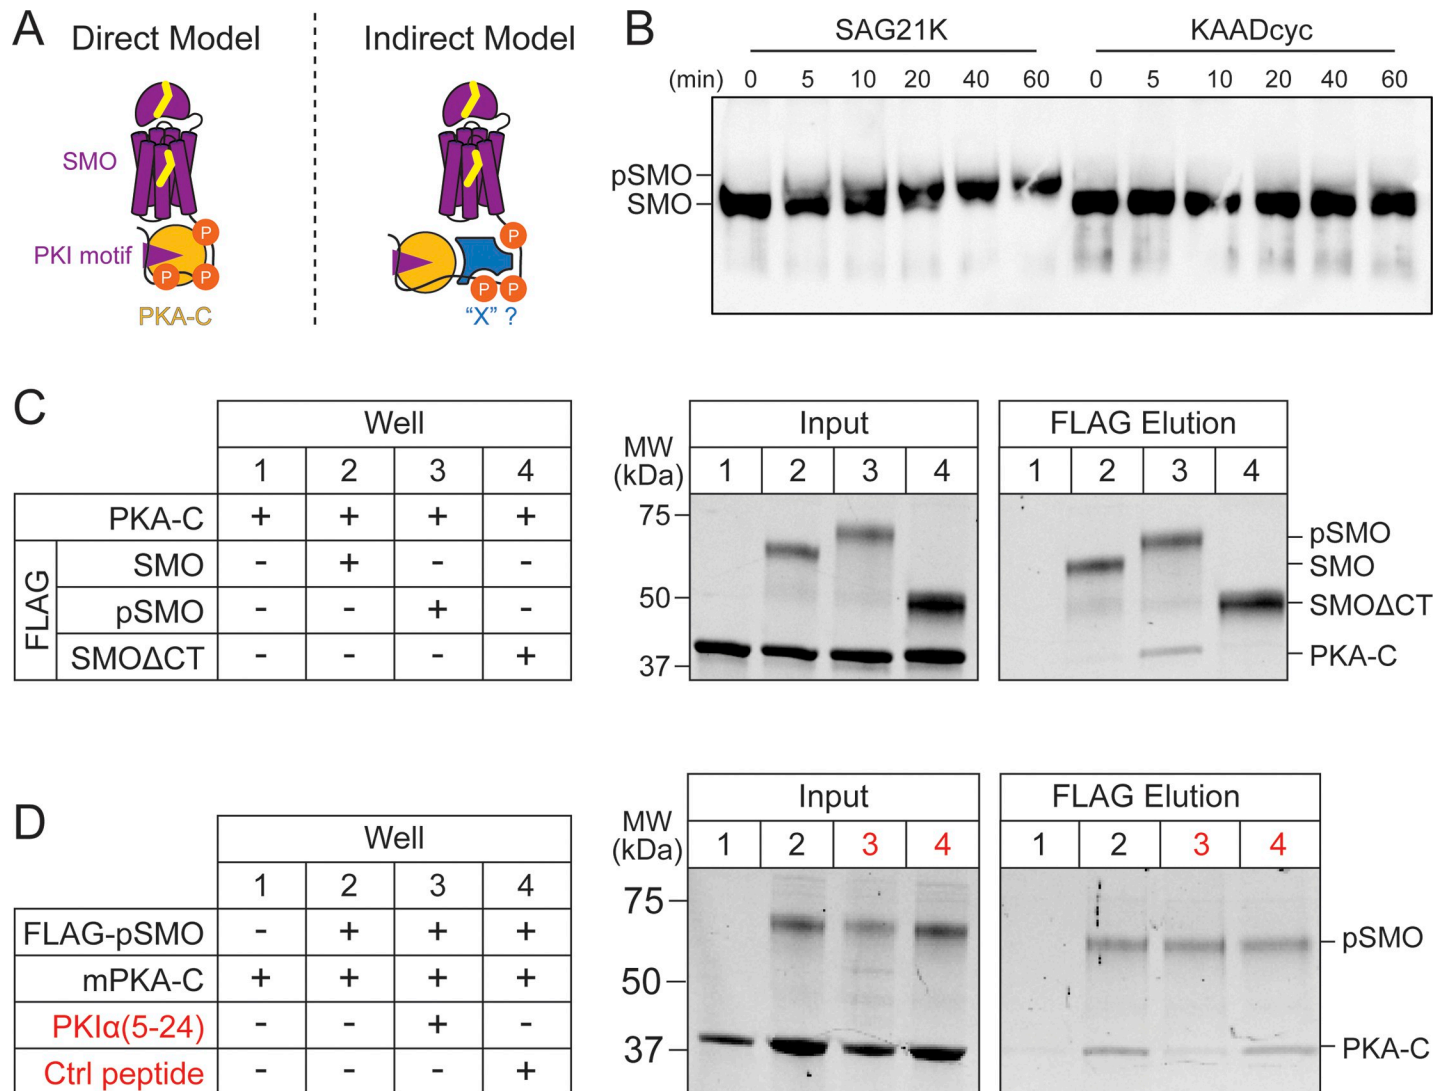 A
Direct Model
Indirect Model
SMO
PKI motif
P
P
P
PKA-C
P
P
P
"X" ?
B
SAG21K
KAADcyc
(min) 0 5 10 20 40 60 0 5 10 20 40 60
pSMO
SMO
C
Well
1 2 3 4
PKA-C + + + +
FLAG
SMO - + - -
pSMO - - + -
SMOΔCT - - - +
MW
(kDa)
Input
1 2 3 4
75
50
37
FLAG Elution
1 2 3 4
pSMO
SMO
SMOΔCT
PKA-C
D
Well
1 2 3 4
FLAG-pSMO - + + +
mPKA-C + + + +
PKIα(5-24) - - + -
Ctrl peptide - - - +
MW
(kDa)
Input
1 2 3 4
75
50
37
FLAG Elution
1 2 3 4
pSMO
PKA-C